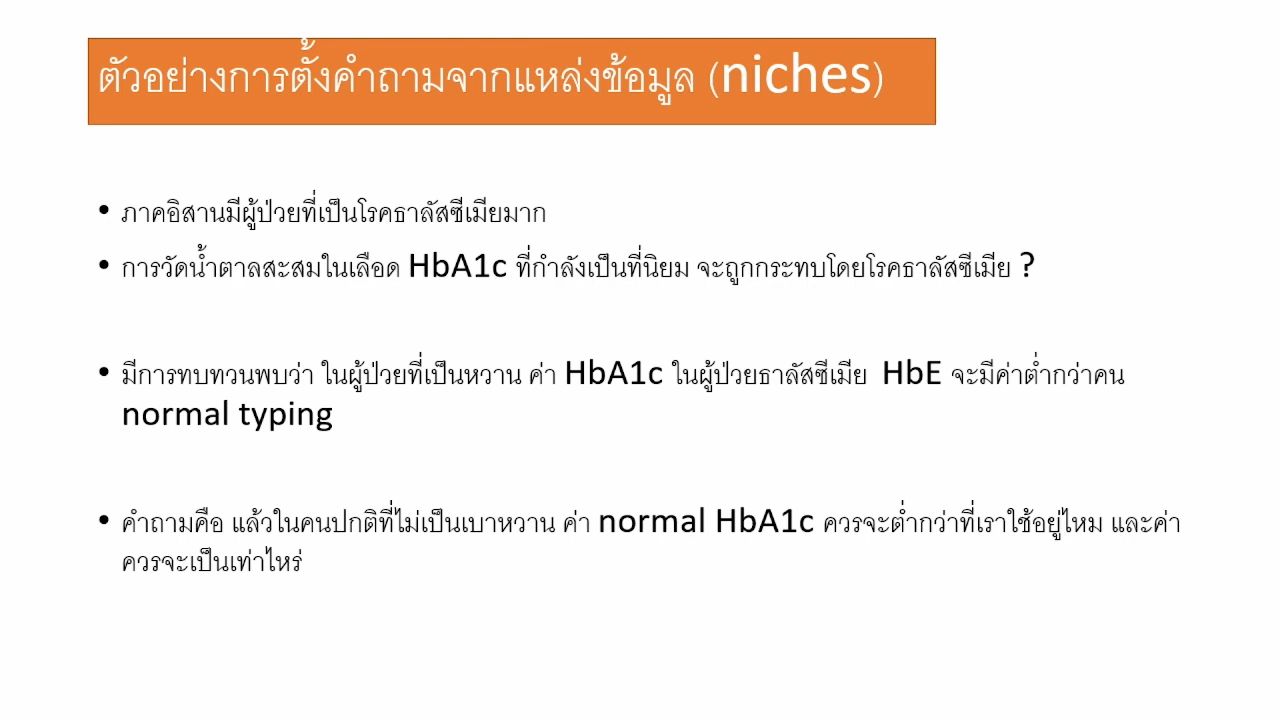 ตัวอย่างการตั้งคำถามจากแหล่งข้อมูล (niches)
• ภาคอิสานมีผู้ป่วยที่เป็นโรคธาลัสซีเมียมาก
• การวัดน้ำตาลสะสมในเลือด HbA1c ที่กำลังเป็นที่นิยม จะถูกกระทบโดยโรคธาลัสซีเมีย ?
• มีการทบทวนพบว่า ในผู้ป่วยที่เป็นหวาน ค่า HbA1c ในผู้ป่วยธาลัสซีเมีย HbE จะมีค่าต่ำกว่าคน
normal typing
• คำถามคือ แล้วในคนปกติที่ไม่เป็นเบาหวาน ค่า normal HbA1c ควรจะต่ำกว่าที่เราใช้อยู่ไหม และค่า
ควรจะเป็นเท่าไหร่